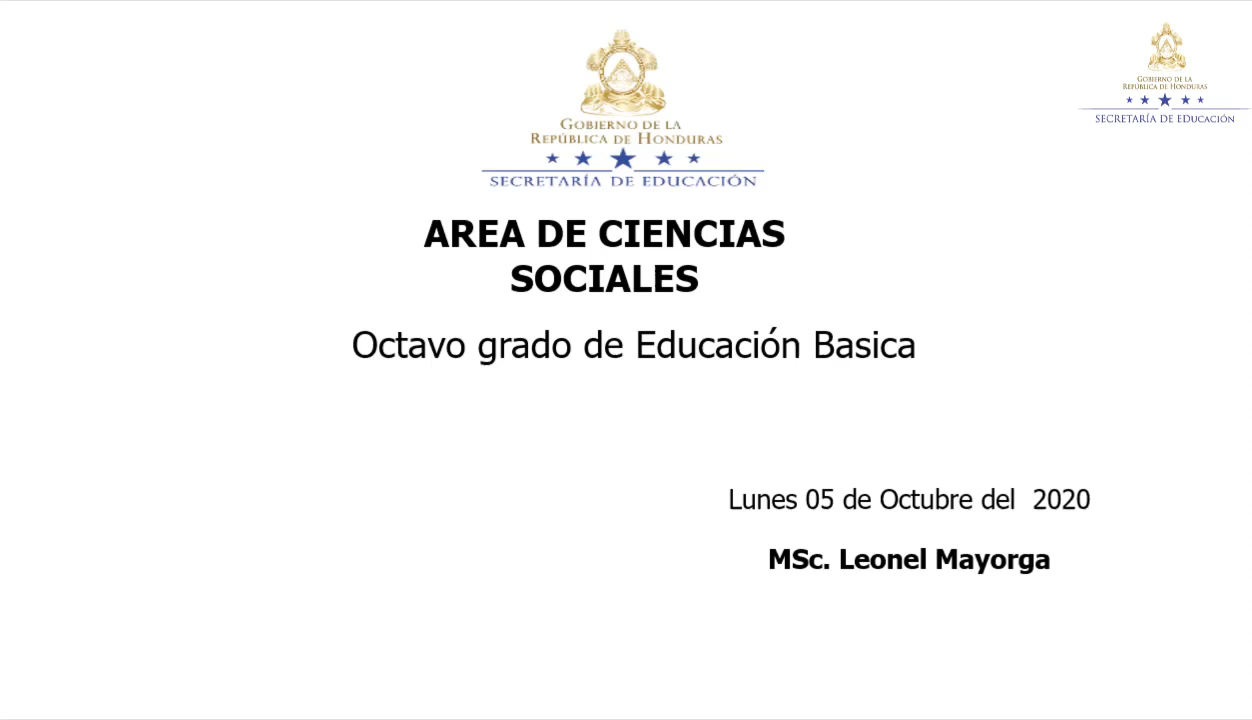 GOBIERNO DE LA
REPÚBLICA DE HONDURAS
SECRETARÍA DE EDUCACIÓN
GOBIERNO DE LA
REPÚBLICA DE HONDURAS
SECRETARÍA DE EDUCACIÓN
AREA DE CIENCIAS
SOCIALES
Octavo grado de Educación Basica
Lunes 05 de Octubre del  2020
MSc. Leonel Mayorga